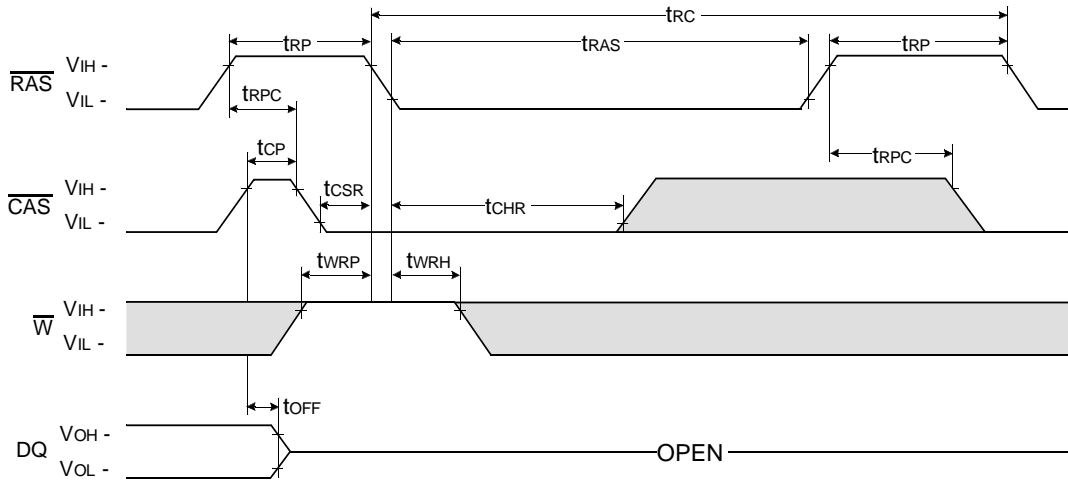 tRC
tRP
tRAS
tRP
RAS
VIH -
VIL -
tRPC
tCP
tRPC
CAS
VIH -
VIL -
tCSR
tCHR
tWRP
tWRH
W
VIH -
VIL -
tOFF
DQ
VOH -
VOL -
OPEN